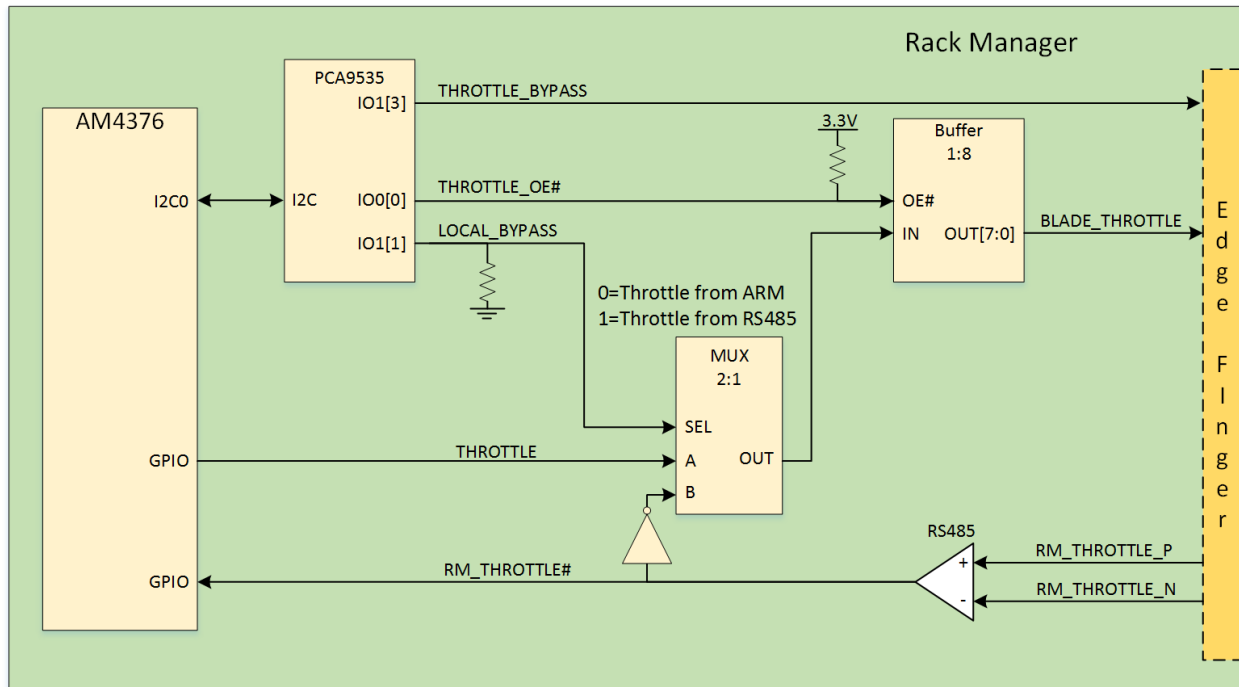 Rack Manager
PCA9535
AM4376
IO1[3]
THROTTLE_BYPASS
3.3V
Buffer
1:8
I2C0
I2C
IO0[0]
THROTTLE_OE#
OE#
IO1[1]
LOCAL_BYPASS
IN
OUT[7:0]
BLADE_THROTTLE
0=Throttle from ARM
1=Throttle from RS485
MUX
2:1
SEL
GPIO
THROTTLE
A
OUT
B
RS485
GPIO
RM_THROTTLE#
+
RM_THROTTLE_P
-
RM_THROTTLE_N
Edge FInger